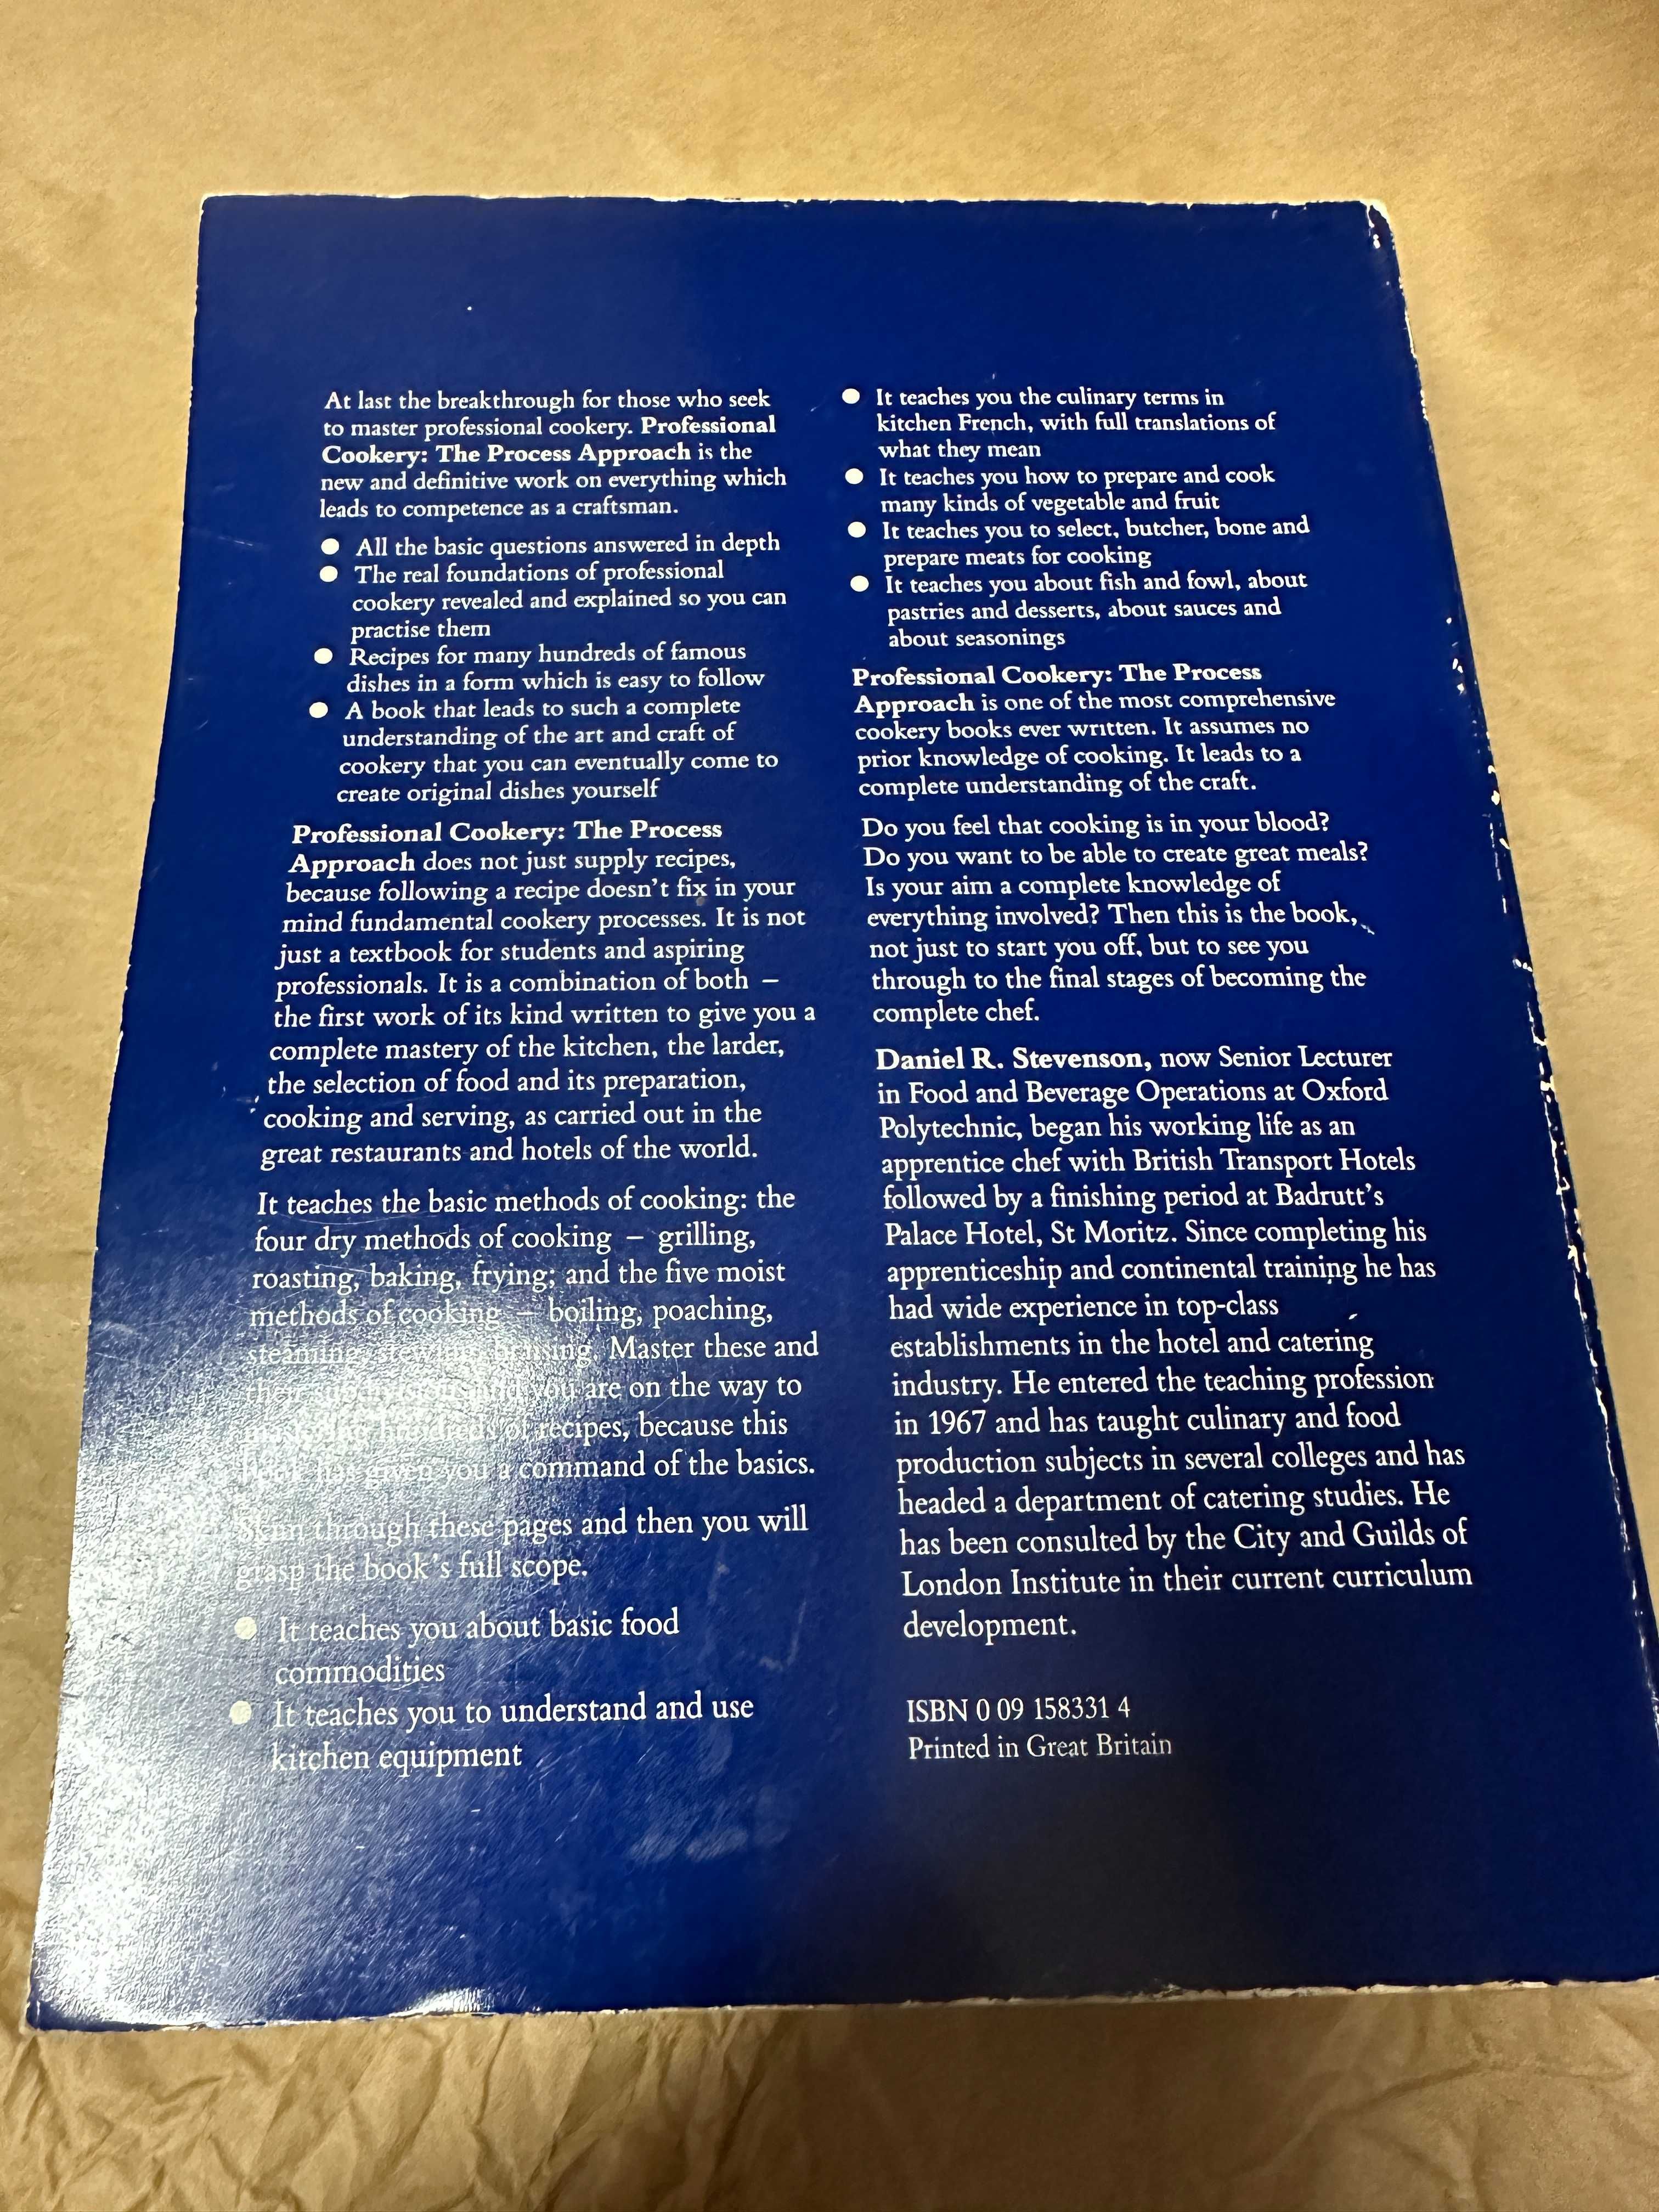 At last the breakthrough for those who seek
to master professional cookery. Professional
Cookery: The Process Approach is the
new and definitive work on everything which
leads to competence as a craftsman.
● All the basic questions answered in depth
● The real foundations of professional
cookery revealed and explained so you can
practise them
● Recipes for many hundreds of famous
dishes in a form which is easy to follow
● A book that leads to such a complete
understanding of the art and craft of
cookery that you can eventually come to
create original dishes yourself
Professional Cookery: The Process
Approach does not just supply recipes,
because following a recipe doesn't fix in your
mind fundamental cookery processes. It is not
just a textbook for students and aspiring
professionals. It is a combination of both –
the first work of its kind written to give you a
complete mastery of the kitchen, the larder,
the selection of food and its preparation,
cooking and serving, as carried out in the
great restaurants and hotels of the world.
It teaches the basic methods of cooking: the
four dry methods of cooking – grilling,
roasting, baking, frying; and the five moist
methods of cooking – boiling, poaching,
steaming, stewing, braising. Master these and
their subdivisions and you are on the way to
mastering hundreds of recipes, because this
book has given you a command of the basics.
Skim through these pages and then you will
grasp the book's full scope.
● It teaches you about basic food
commodities
● It teaches you to understand and use
kitchen equipment
● It teaches you the culinary terms in
kitchen French, with full translations of
what they mean
● It teaches you how to prepare and cook
many kinds of vegetable and fruit
● It teaches you to select, butcher, bone and
prepare meats for cooking
● It teaches you about fish and fowl, about
pastries and desserts, about sauces and
about seasonings
Professional Cookery: The Process
Approach is one of the most comprehensive
cookery books ever written. It assumes no
prior knowledge of cooking. It leads to a
complete understanding of the craft.
Do you feel that cooking is in your blood?
Do you want to be able to create great meals?
Is your aim a complete knowledge of
everything involved? Then this is the book,
not just to start you off, but to see you
through to the final stages of becoming the
complete chef.
Daniel R. Stevenson, now Senior Lecturer
in Food and Beverage Operations at Oxford
Polytechnic, began his working life as an
apprentice chef with British Transport Hotels
followed by a finishing period at Badrutt's
Palace Hotel, St Moritz. Since completing his
apprenticeship and continental training he has
had wide experience in top-class
establishments in the hotel and catering
industry. He entered the teaching profession
in 1967 and has taught culinary and food
production subjects in several colleges and has
headed a department of catering studies. He
has been consulted by the City and Guilds of
London Institute in their current curriculum
development.
ISBN 0 09 158331 4
Printed in Great Britain